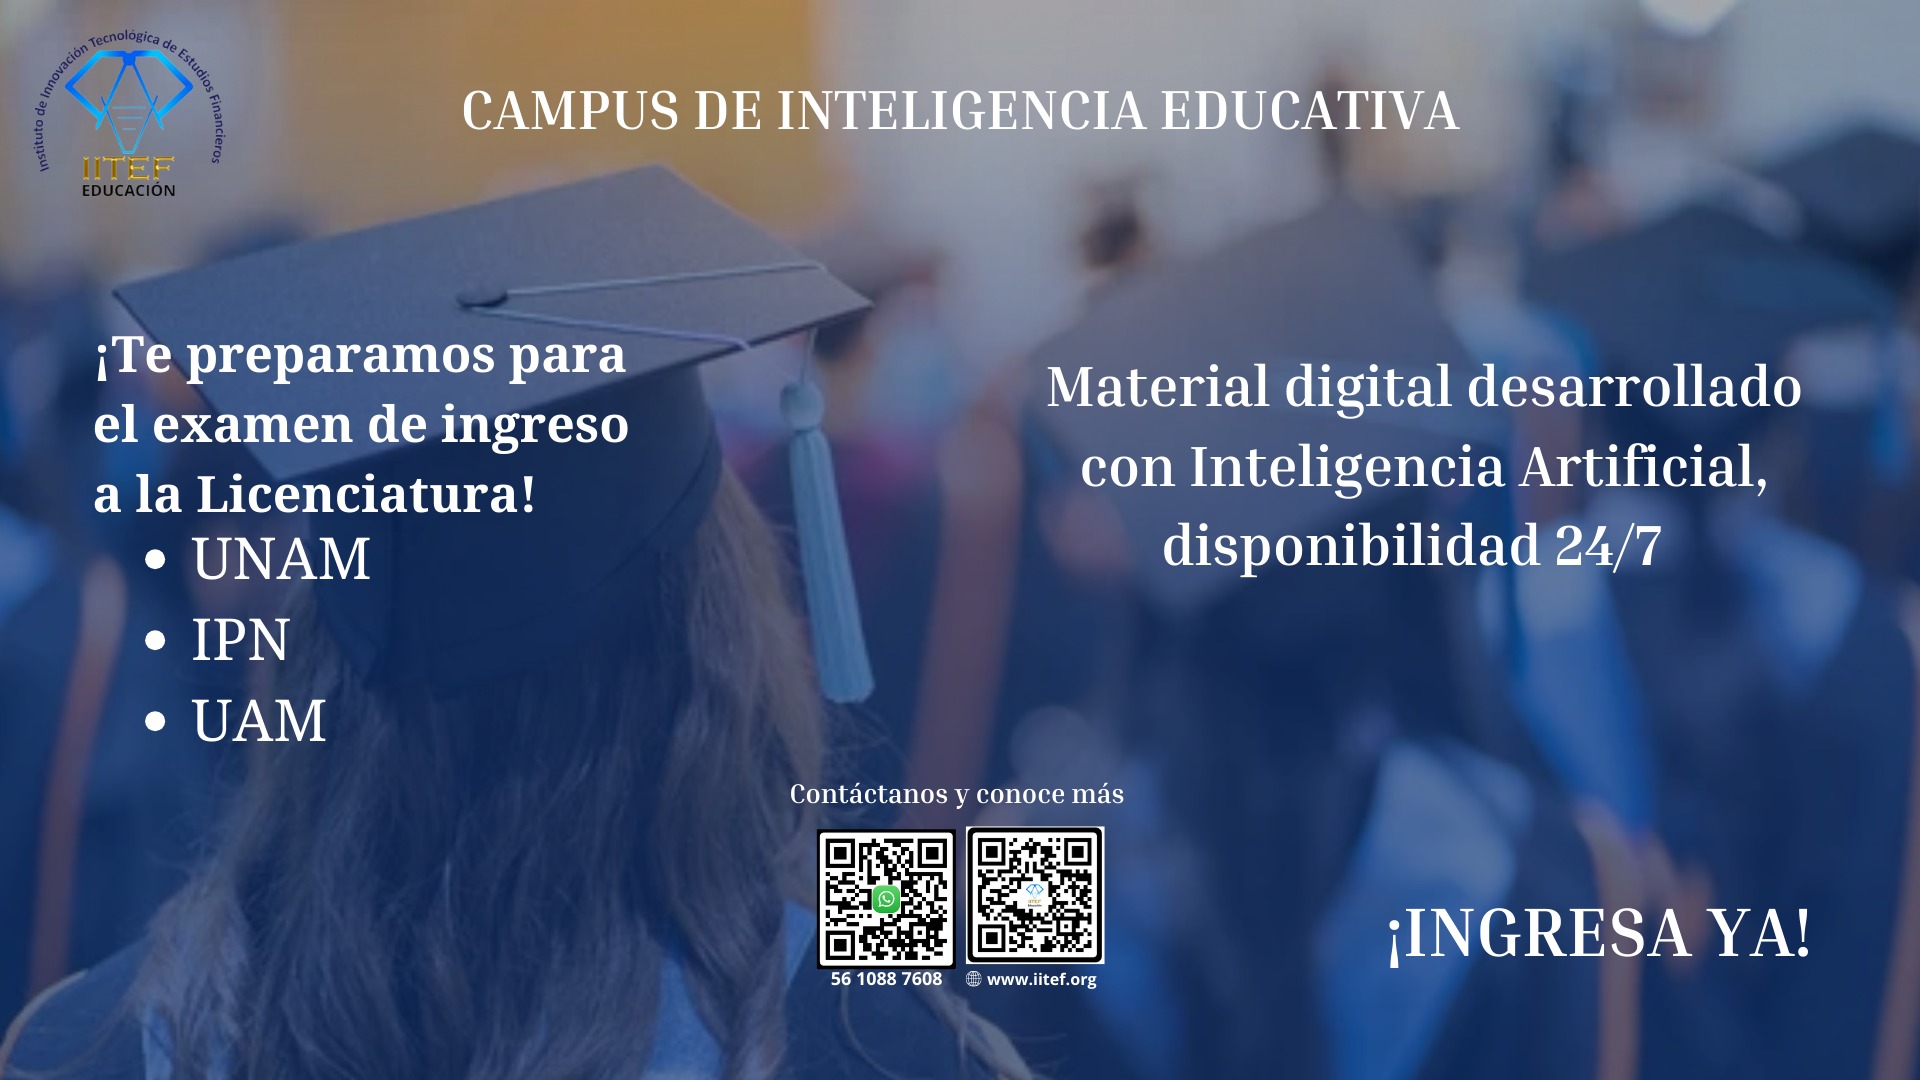 Instituto de Innovación Tecnológica de Estudios Financieros
IITEF
EDUCACIÓN
CAMPUS DE INTELIGENCIA EDUCATIVA
¡Te preparamos para
el examen de ingreso
a la Licenciatura!
• UNAM
• IPN
• UAM
Material digital desarrollado
con Inteligencia Artificial,
disponibilidad 24/7
Contáctanos y conoce más
56 1088 7608
www.iitef.org
¡INGRESA YA!